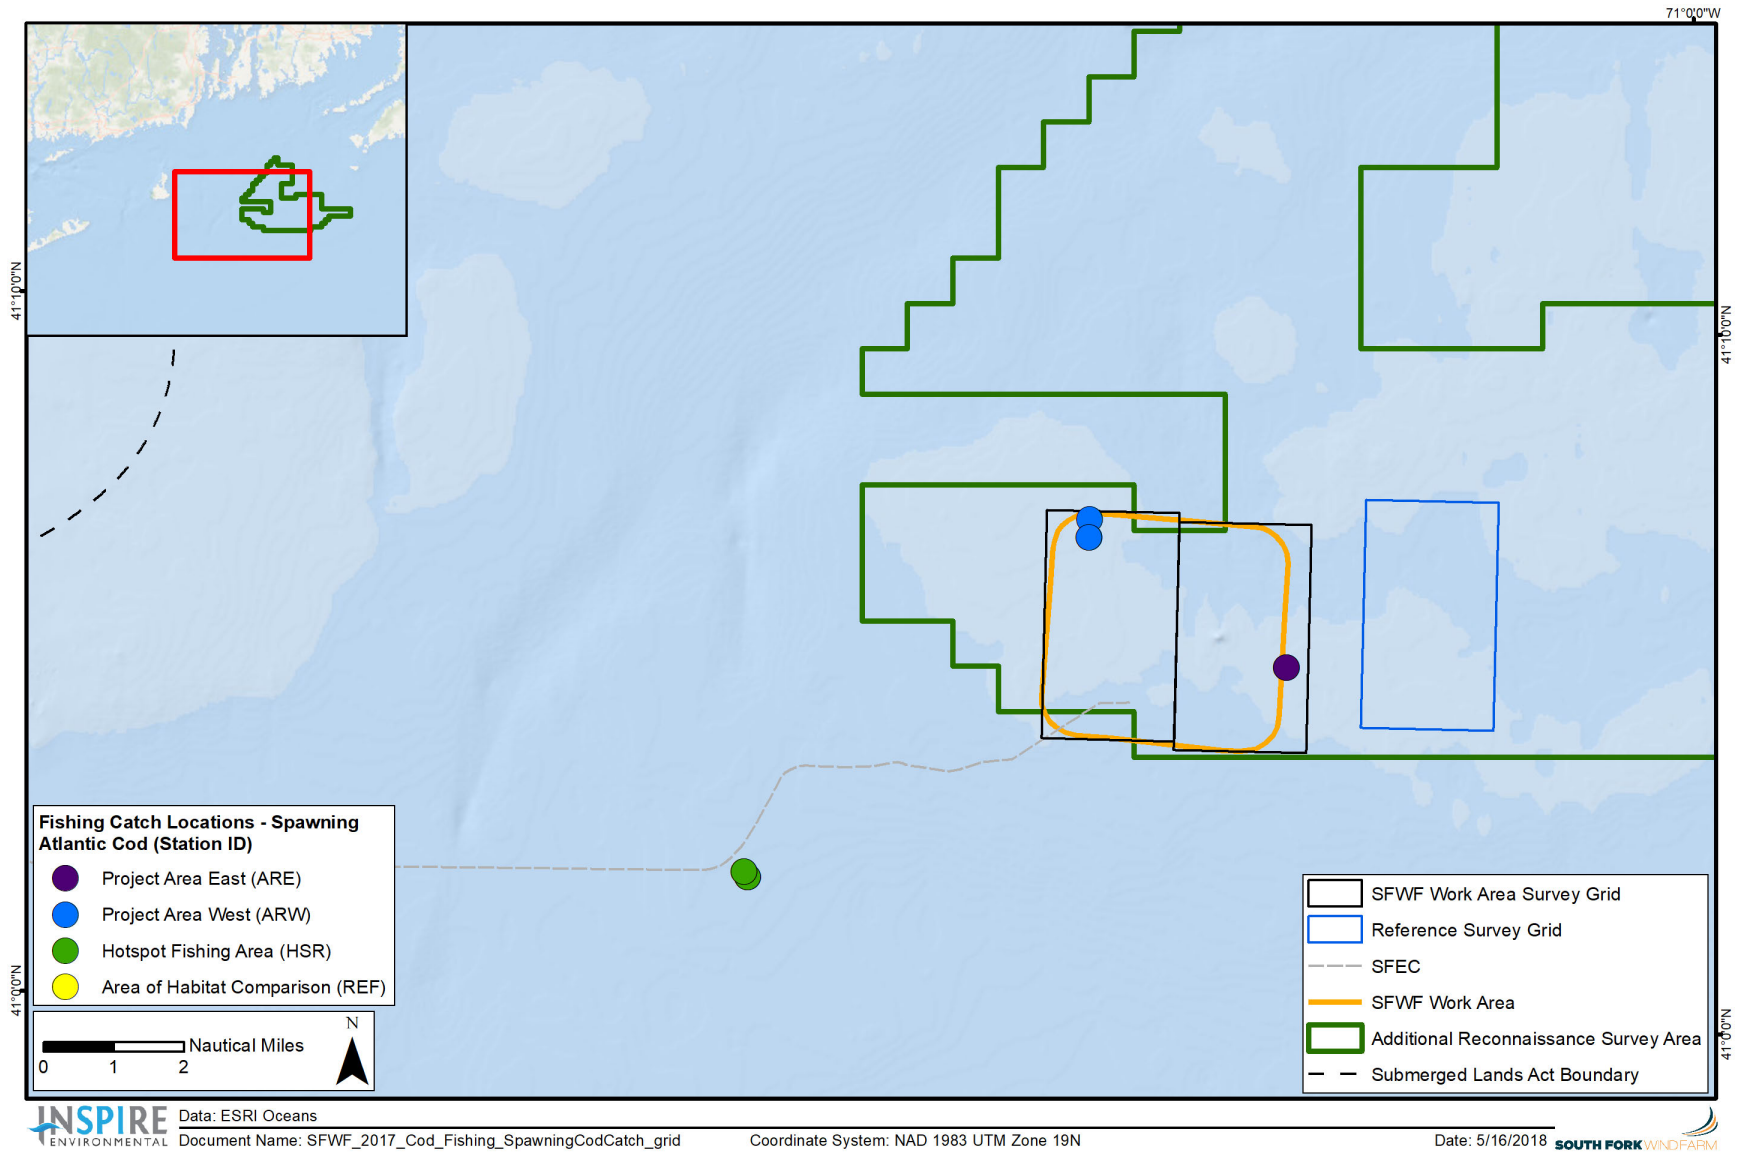 71°0'0"W
41°10'0"N
41°10'0"N
Fishing Catch Locations - Spawning
Atlantic Cod (Station ID)
Project Area East (ARE)
Project Area West (ARW)
Hotspot Fishing Area (HSR)
Area of Habitat Comparison (REF)
SFWF Work Area Survey Grid
Reference Survey Grid
SFEC
SFWF Work Area
Additional Reconnaissance Survey Area
Submerged Lands Act Boundary
41°0'0"N
41°0'0"N
N
Nautical Miles
0 1 2
INSPIRE
ENVIRONMENTAL
Data: ESRI Oceans
Document Name: SFWF_2017_Cod_Fishing_SpawningCodCatch_grid
Coordinate System: NAD 1983 UTM Zone 19N
Date: 5/16/2018
SOUTH FORK WINDFARM